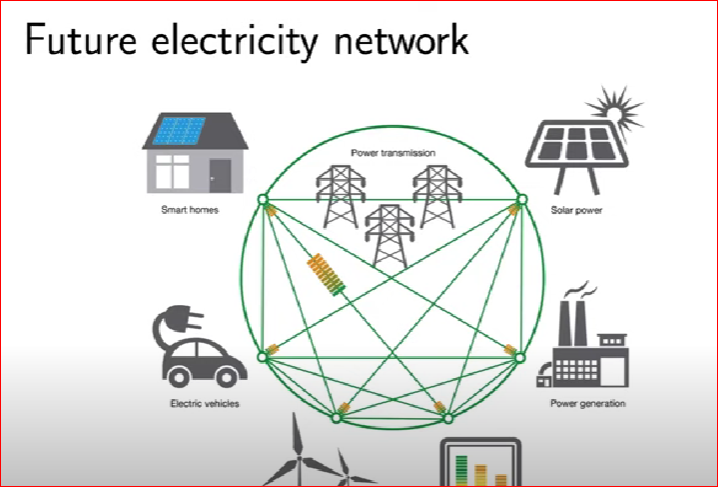 Future electricity network
Power transmission
Smart homes
Solar power
Electric vehicles
Power generation